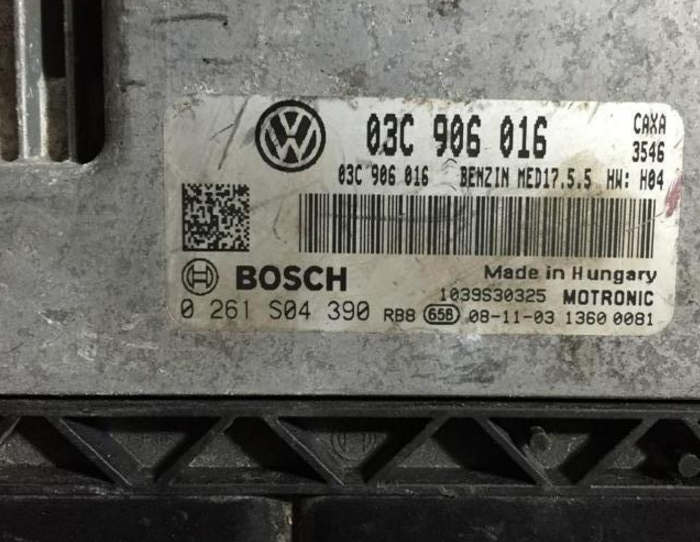 03C 906 016 CAXA
3546
03C 906 016 BENZIN MED17.5.5 HW: H04
BOSCH Made in Hungary
1039S30325 MOTRONIC
0 261 S04 390 RB8 658 08-11-03 1360 0081